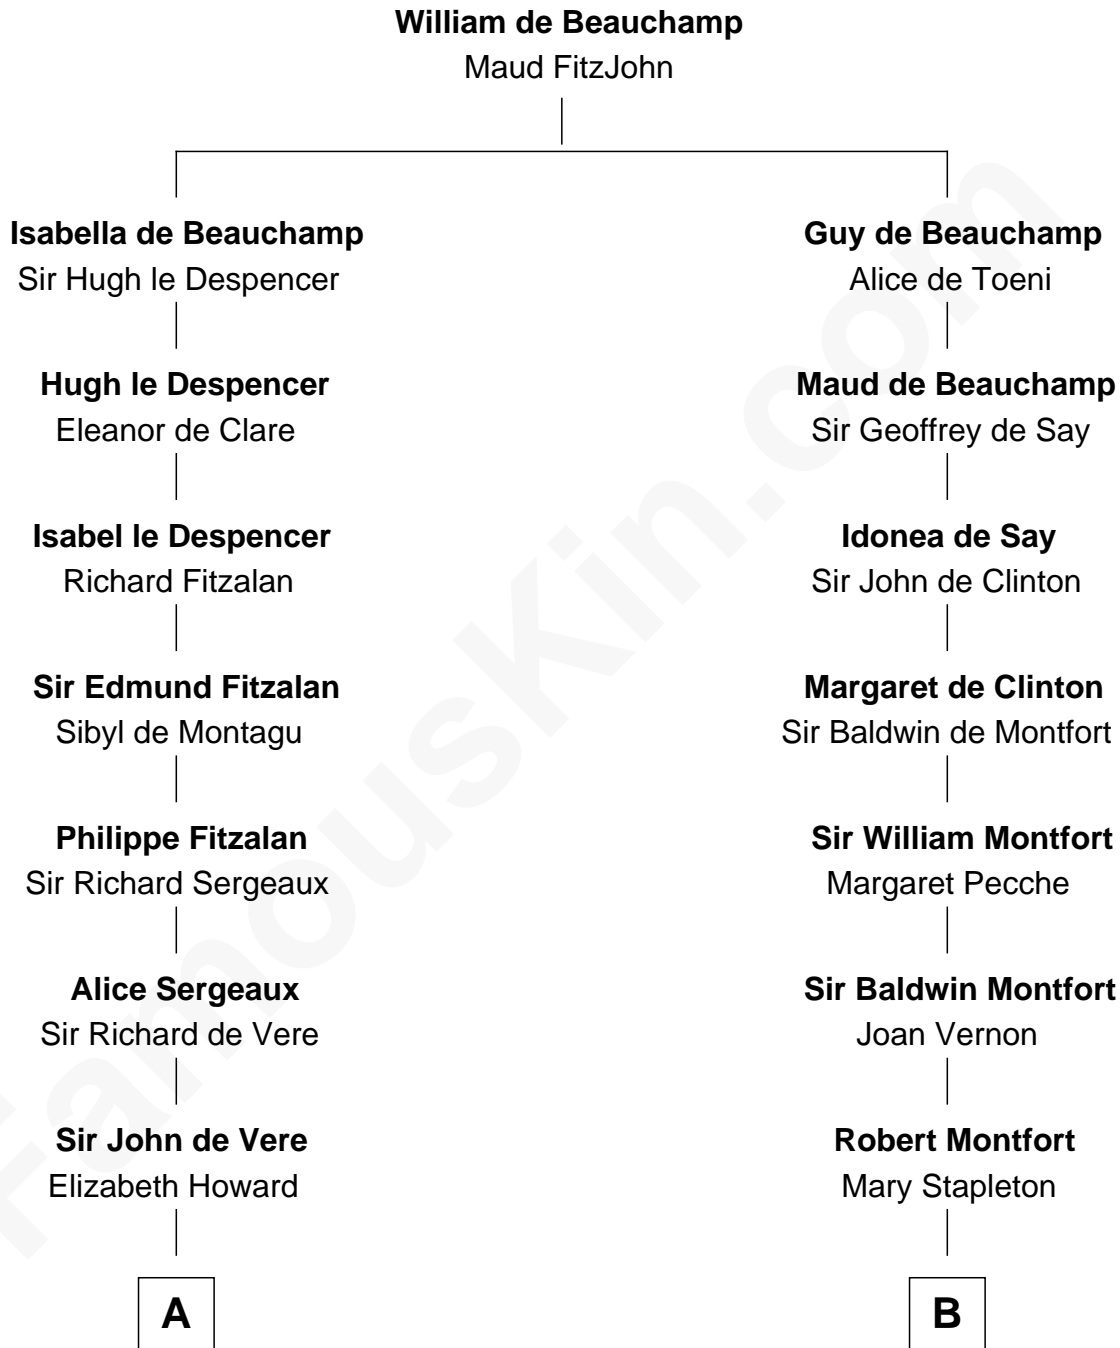 William de Beauchamp
Maud FitzJohn
Isabella de Beauchamp
Sir Hugh le Despencer
Guy de Beauchamp
Alice de Toeni
Hugh le Despencer
Eleanor de Clare
Maud de Beauchamp
Sir Geoffrey de Say
Isabel le Despencer
Richard Fitzalan
Idonea de Say
Sir John de Clinton
Sir Edmund Fitzalan
Sibyl de Montagu
Margaret de Clinton
Sir Baldwin de Montfort
Philippe Fitzalan
Sir Richard Sergeaux
Sir William Montfort
Margaret Pecche
Alice Sergeaux
Sir Richard de Vere
Sir Baldwin Montfort
Joan Vernon
Sir John de Vere
Elizabeth Howard
Robert Montfort
Mary Stapleton
A
B
FamousKin.com